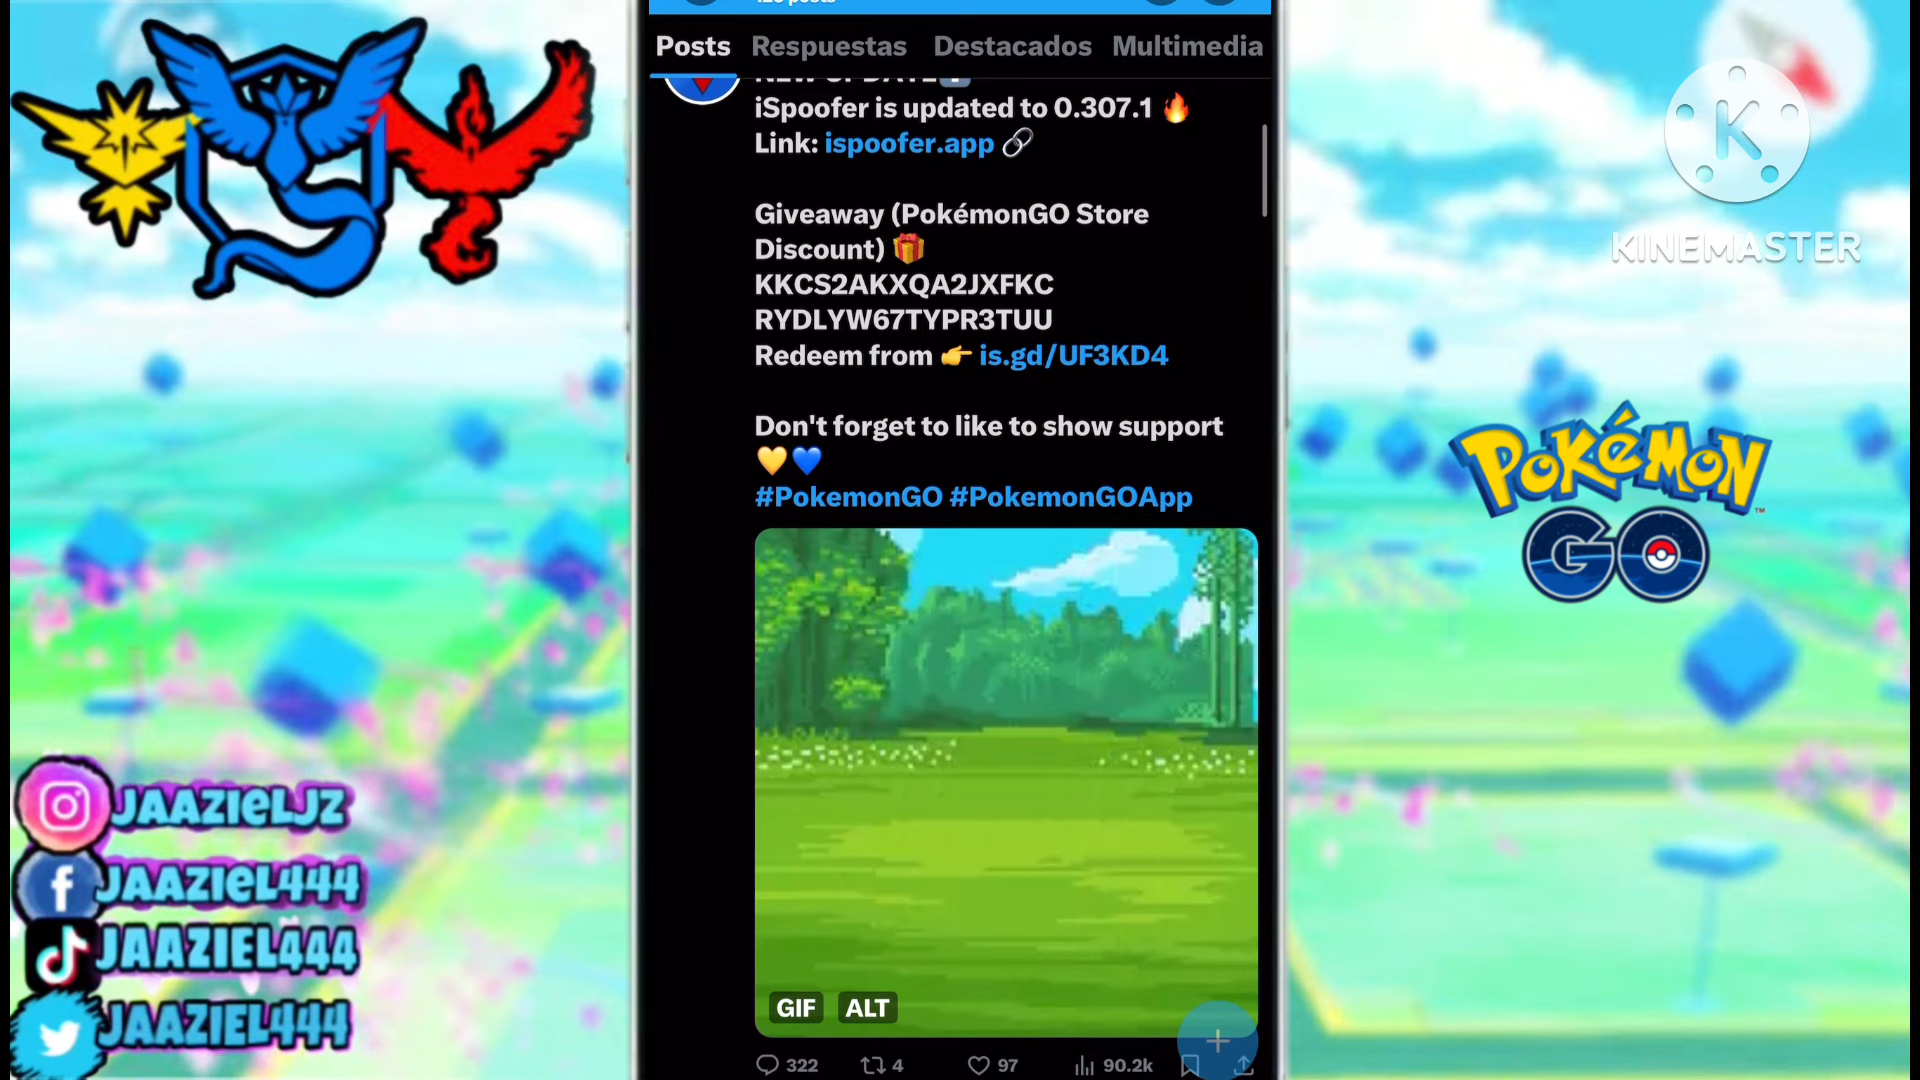 Posts Respuestas Destacados Multimedia
iSpoofer is updated to 0.307.1 🔥
Link: ispoofer.app 🔗
Giveaway (PokémonGO Store
Discount) 🎁
KKCS2AKXQA2JXFKC
RYDLYW67TYPR3TUU
Redeem from 👉 is.gd/UF3KD4
Don't forget to like to show support
💛💙
#PokemonGO #PokemonGOApp
GIF ALT
322 4 97 90.2k
K
KINEMASTER
POKéMON
TM
GO
JAAZIELJZ
JAAZIEL444
JAAZIEL444
JAAZIEL444